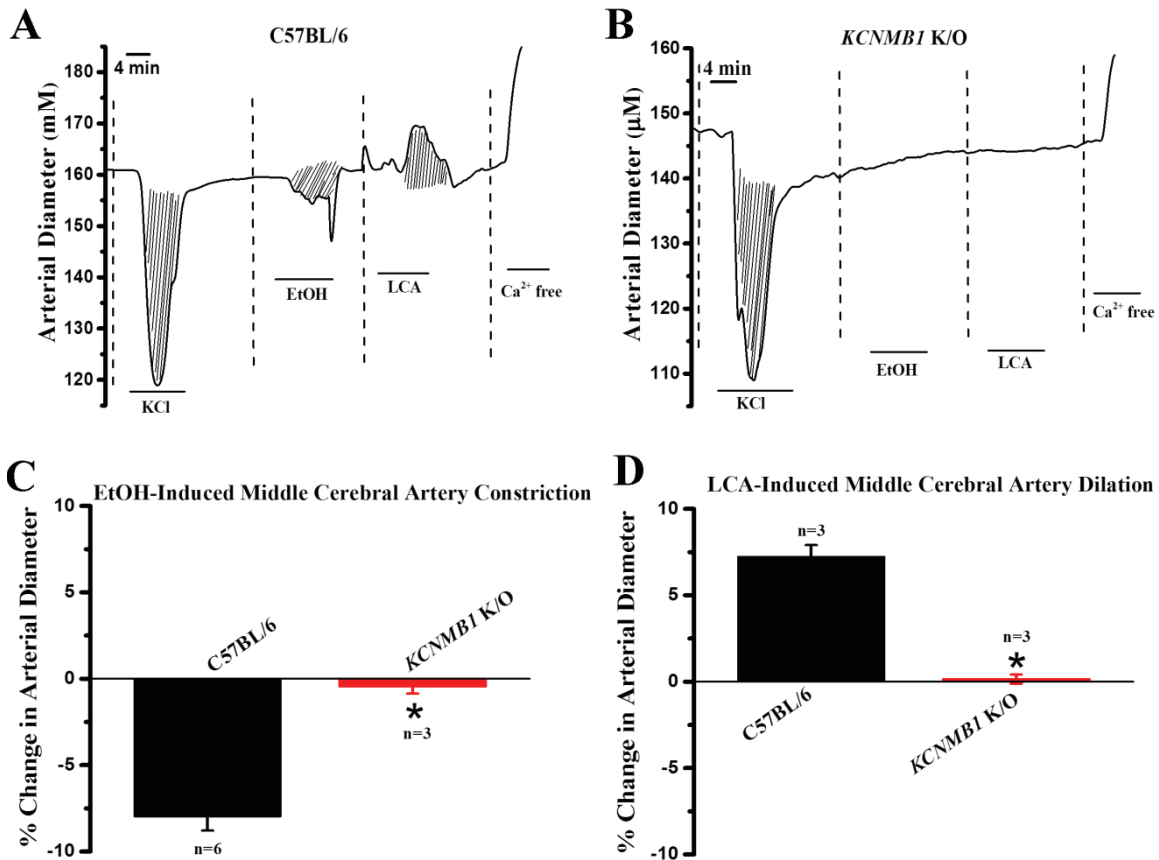 A
C57BL/6
4 min
Arterial Diameter (mM)
180
170
160
150
140
130
120
KCl
EtOH
LCA
Ca²⁺ free
B
KCNMB1 K/O
4 min
Arterial Diameter (µM)
160
150
140
130
120
110
KCl
EtOH
LCA
Ca²⁺ free
C
EtOH-Induced Middle Cerebral Artery Constriction
% Change in Arterial Diameter
10
5
0
-5
-10
C57BL/6
KCNMB1 K/O
*
n=3
n=6
D
LCA-Induced Middle Cerebral Artery Dilation
% Change in Arterial Diameter
10
5
0
-5
-10
n=3
n=3
*
C57BL/6
KCNMB1 K/O